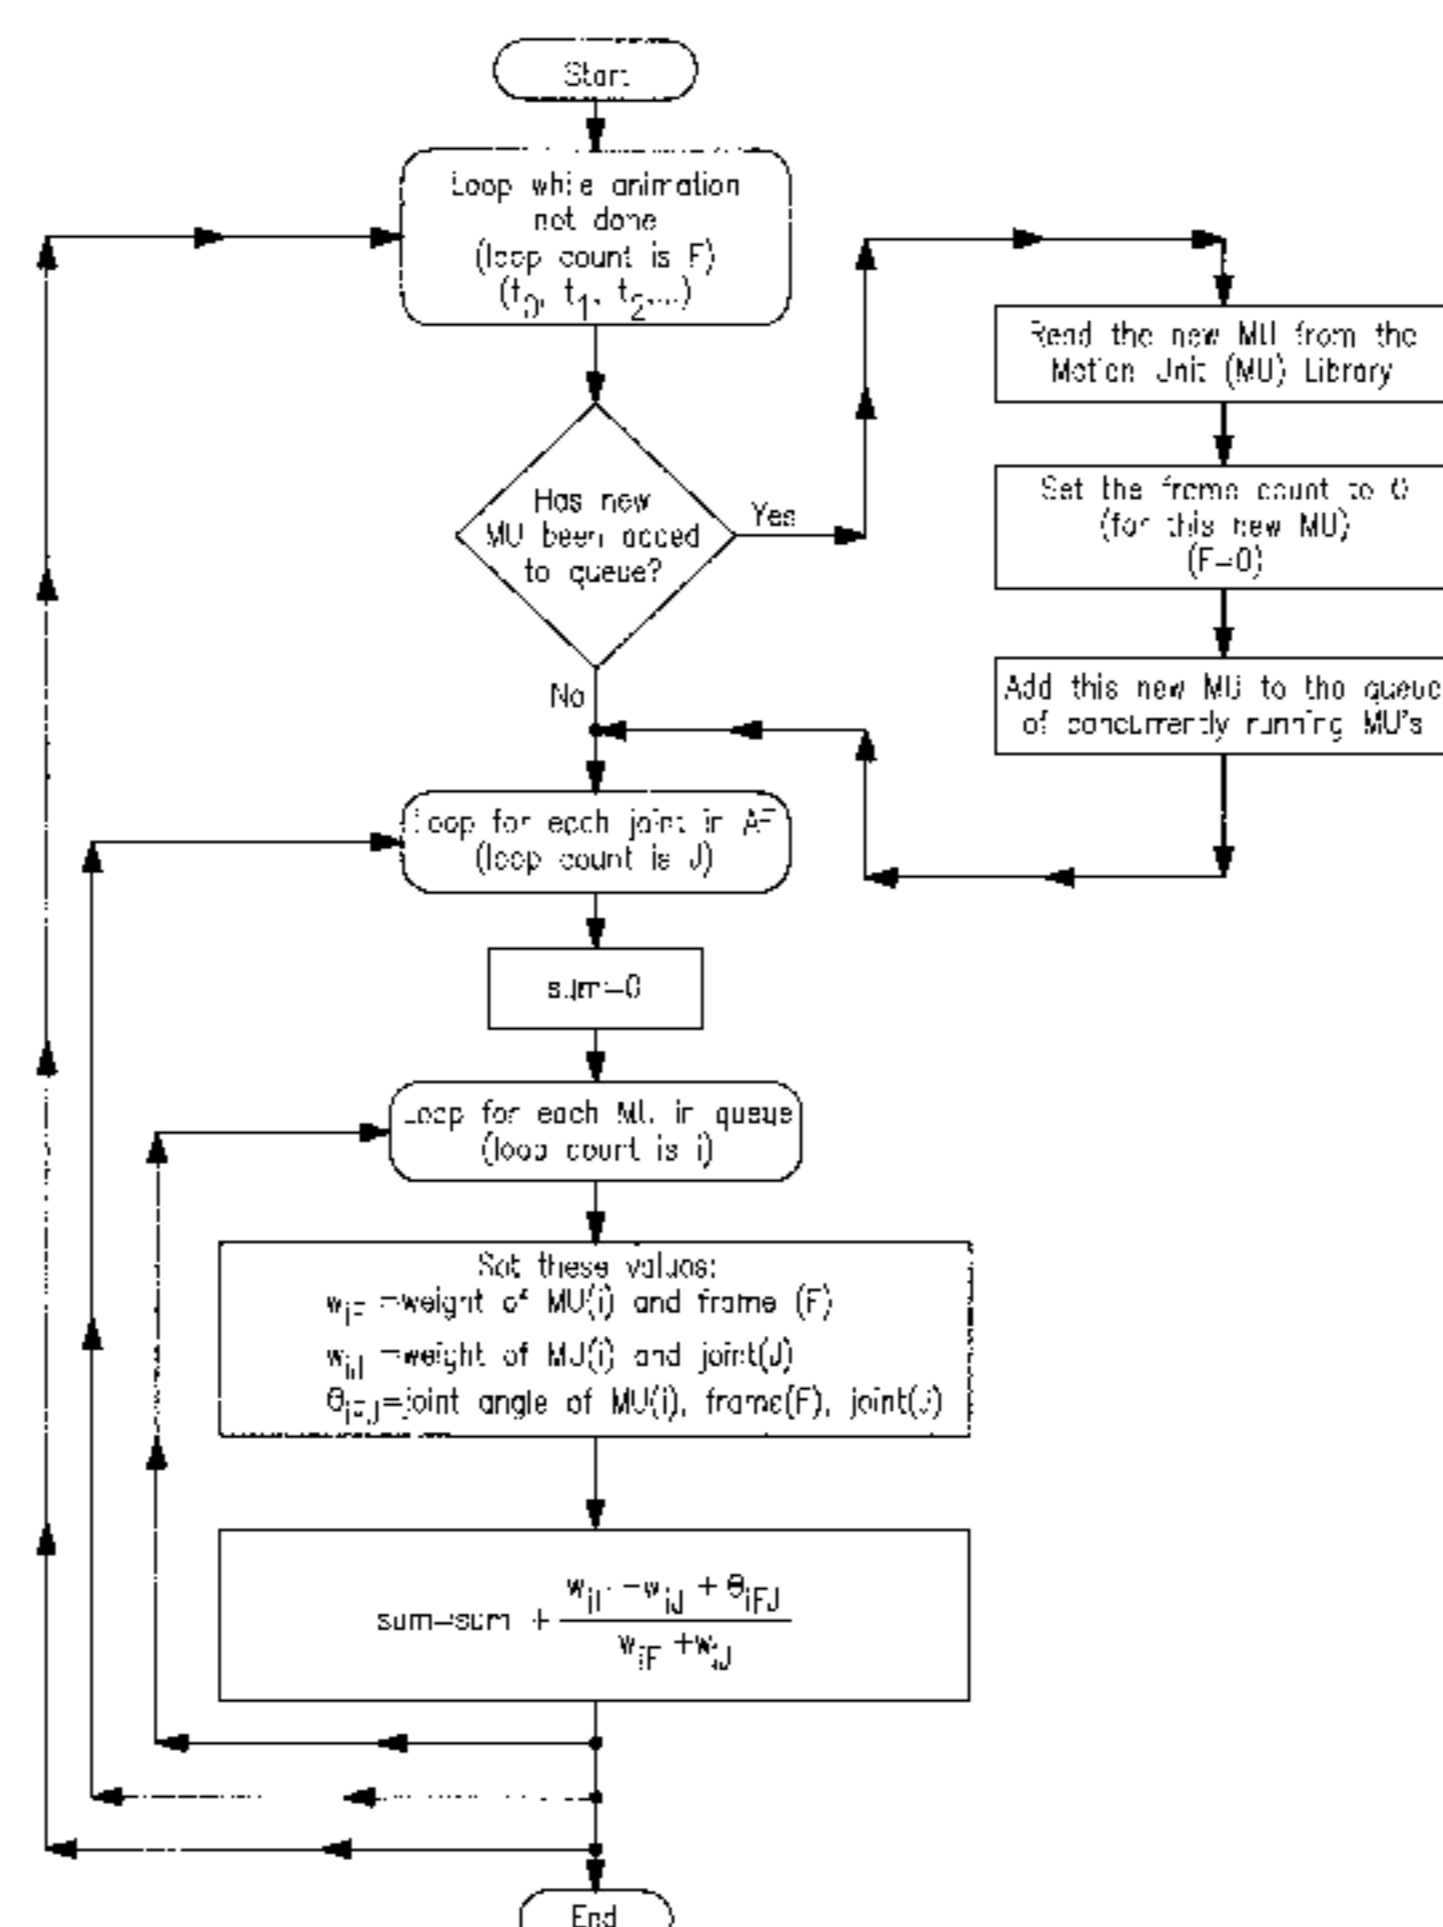 Start
Loop while animation
not done
(loop count is F)
(t0, t1, t2,...)
Has new
MU been added
to queue?
Yes
No
Read the new MU from the
Motion Unit (MU) Library
Set the frame count to 0
(for this new MU)
(F=0)
Add this new MU to the queue
of concurrently running MU's
Loop for each joint in AF
(loop count is J)
sum=0
Loop for each MU in queue
(loop count is i)
Set these values:
wiF =weight of MU(i) and frame (F)
wiJ =weight of MU(i) and joint(J)
θiFJ=joint angle of MU(i), frame(F), joint(J)
wiF -wiJ + θiFJ
sum=sum +
wiF +wiJ
End